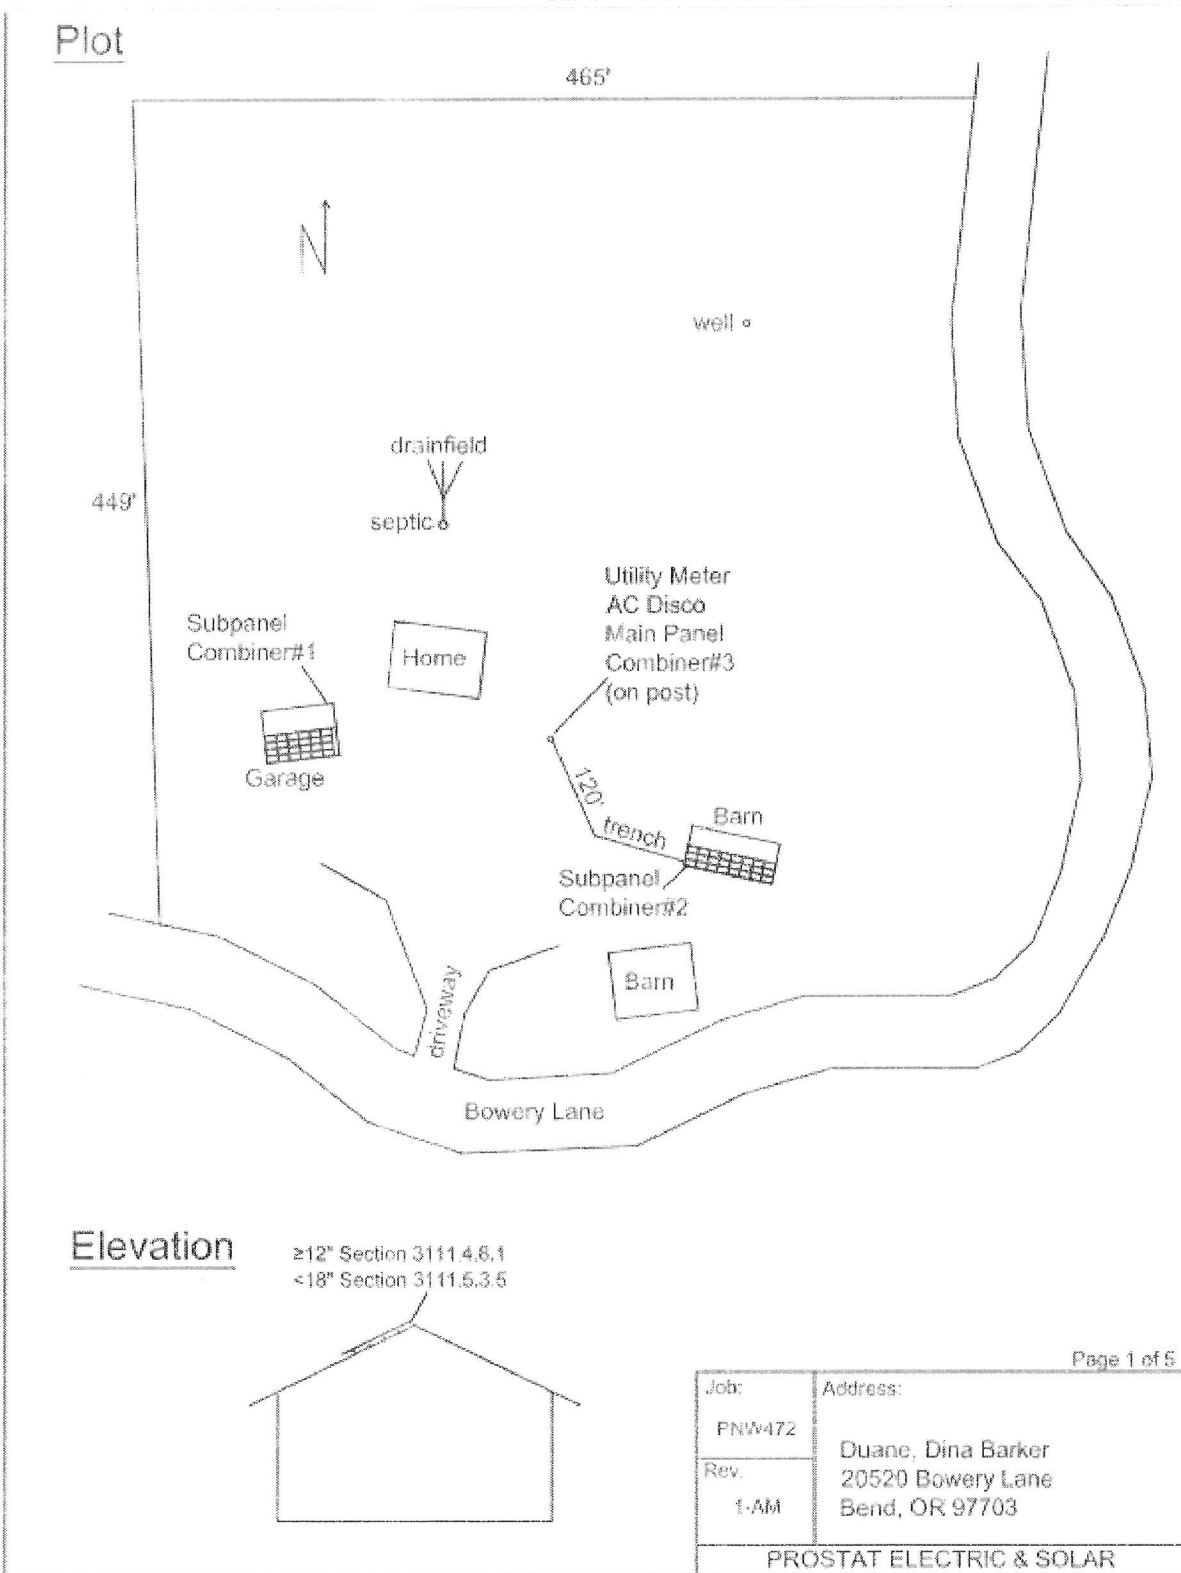 Plot
465'
N
well
drainfield
449'
septic
Utility Meter
AC Disco
Main Panel
Combiner#3
(on post)
Subpanel
Combiner#1
Home
Garage
120'
trench
Barn
Subpanel
Combiner#2
Barn
driveway
Bowery Lane
Elevation
≥12" Section 3111.4.6.1
<18" Section 3111.5.3.5
Page 1 of 5
Job:
PNW472
Address:
Duane, Dina Barker
20520 Bowery Lane
Bend, OR 97703
Rev.
1-AM
PROSTAT ELECTRIC & SOLAR